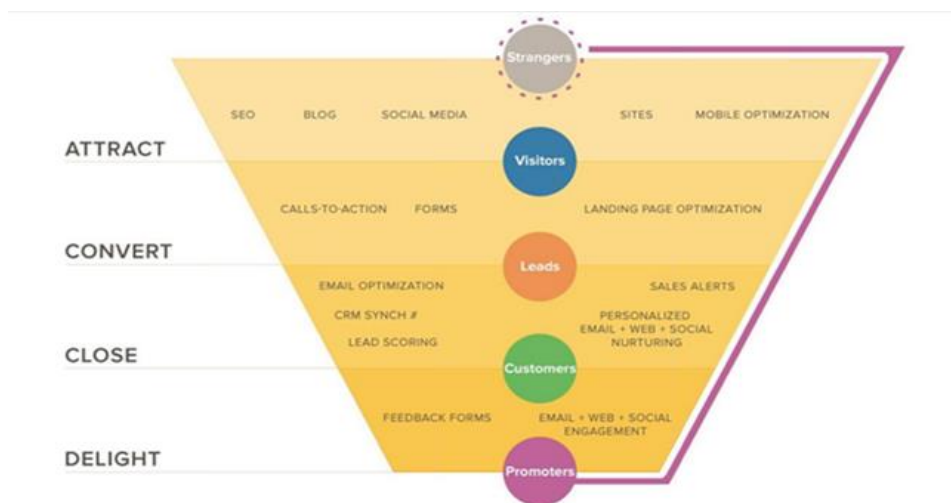 Strangers
SEO BLOG SOCIAL MEDIA SITES MOBILE OPTIMIZATION
ATTRACT
Visitors
CALLS-TO-ACTION FORMS LANDING PAGE OPTIMIZATION
CONVERT
Leads
EMAIL OPTIMIZATION SALES ALERTS
CRM SYNCH #
PERSONALIZED
EMAIL + WEB + SOCIAL
NURTURING
LEAD SCORING
CLOSE
Customers
FEEDBACK FORMS
EMAIL + WEB + SOCIAL
ENGAGEMENT
DELIGHT
Promoters